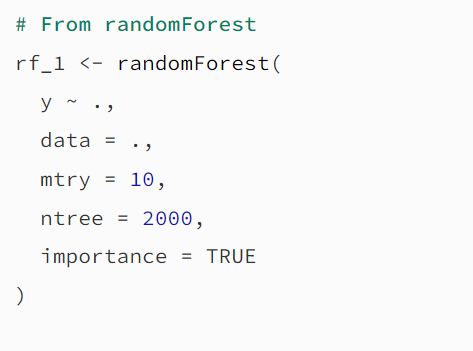 # From randomForest
rf_1 <- randomForest(
  y ~ .,
  data = .,
  mtry = 10,
  ntree = 2000,
  importance = TRUE
)